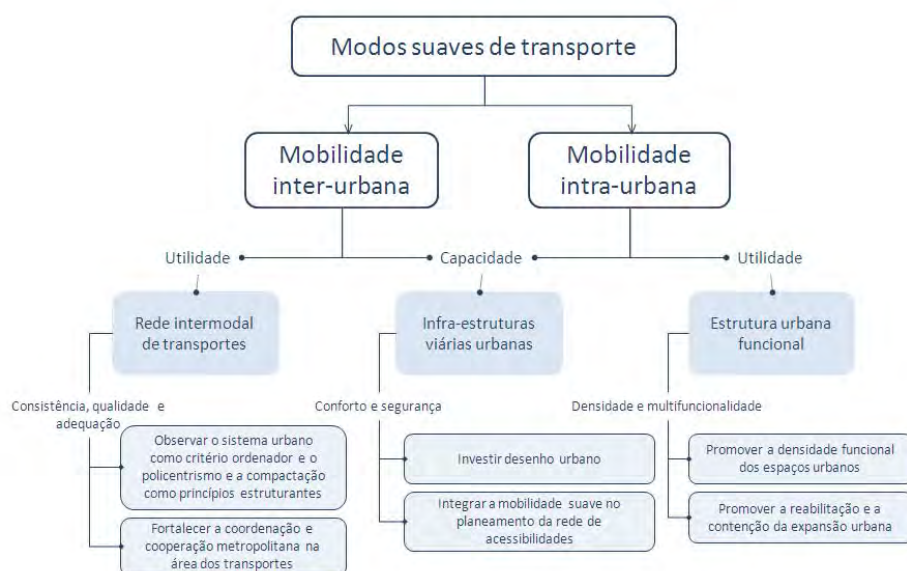 Modos suaves de transporte
Mobilidade
inter-urbana
Mobilidade
intra-urbana
Utilidade
Capacidade
Utilidade
Rede intermodal
de transportes
Infra-estruturas
viárias urbanas
Estrutura urbana
funcional
Consistência, qualidade e
adequação
Conforto e segurança
Densidade e multifuncionalidade
Observar o sistema urbano
como critério ordenador e o
policentrismo e a compactação
como princípios estruturantes
Fortalecer a coordenação e
cooperação metropolitana na
área dos transportes
Investir desenho urbano
Integrar a mobilidade suave no
planeamento da rede de
acessibilidades
Promover a densidade funcional
dos espaços urbanos
Promover a reabilitação e a
contenção da expansão urbana